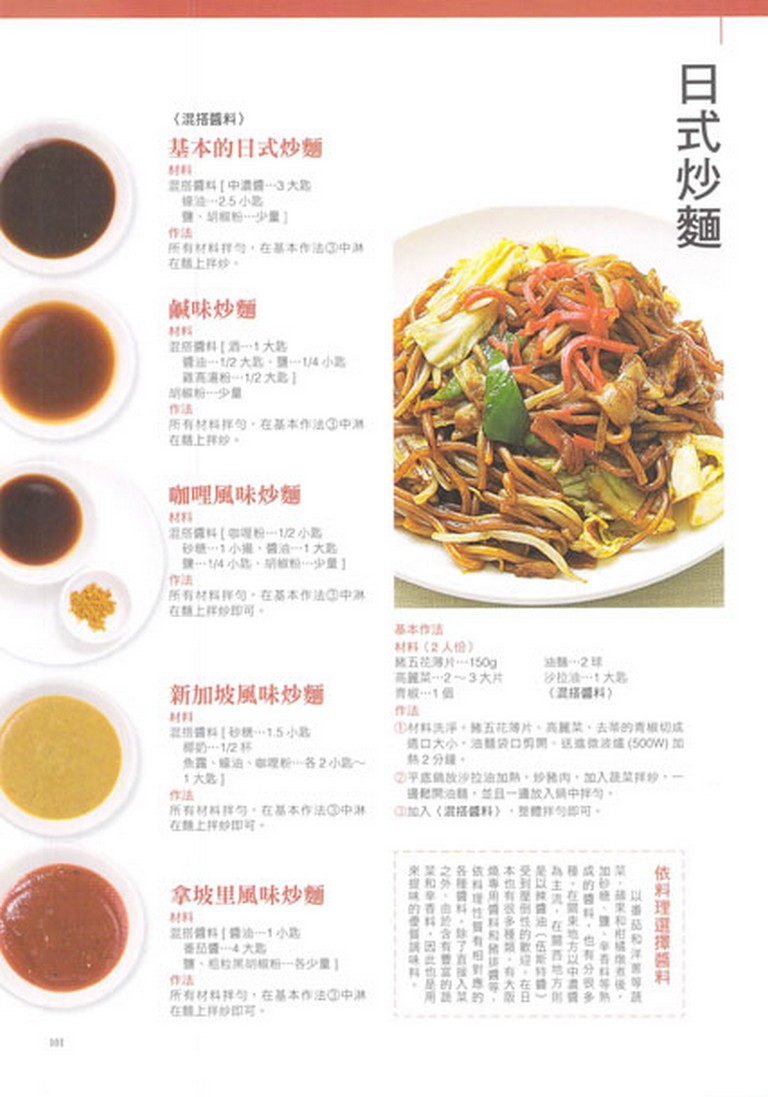 日式炒麵
〈混搭醬料〉
基本的日式炒麵
材料
混搭醬料 [ 中濃醬…3 大匙
蠔油…2.5 小匙
鹽、胡椒粉…少量 ]
作法
所有材料拌勻，在基本作法③中淋
在麵上拌炒。
鹹味炒麵
材料
混搭醬料 [ 酒…1 大匙
醬油…1/2 大匙、鹽…1/4 小匙
雞高湯粉…1/2 大匙 ]
胡椒粉…少量
作法
所有材料拌勻，在基本作法③中淋
在麵上拌炒。
咖哩風味炒麵
材料
混搭醬料 [ 咖哩粉…1/2 小匙
砂糖…1 小撮、醬油…1 大匙
鹽…1/4 小匙、胡椒粉…少量 ]
作法
所有材料拌勻，在基本作法③中淋
在麵上拌炒即可。
新加坡風味炒麵
材料
混搭醬料 [ 砂糖…1.5 小匙
椰奶…1/2 杯
魚露、蠔油、咖哩粉…各 2 小匙～
1 大匙 ]
作法
所有材料拌勻，在基本作法③中淋
在麵上拌炒即可。
拿坡里風味炒麵
材料
混搭醬料 [ 醬油…1 小匙
番茄醬…4 大匙
鹽、粗粒黑胡椒粉…各少量 ]
作法
所有材料拌勻，在基本作法③中淋
在麵上拌炒即可。
基本作法
材料（2 人份）
豬五花薄片…150g
高麗菜…2～3 大片
青椒…1 個
油麵…2 球
沙拉油…1 大匙
〈混搭醬料〉
作法
①材料洗淨。豬五花薄片、高麗菜、去蒂的青椒切成
適口大小，油麵袋口剪開，送進微波爐 (500W) 加
熱 2 分鐘。
②平底鍋放沙拉油加熱，炒豬肉，加入蔬菜拌炒，一
邊鬆開油麵，並且一邊放入鍋中拌勻。
③加入〈混搭醬料〉，整體拌勻即可。
依料理選擇醬料
以番茄和洋蔥等蔬
菜，蘋果和柑橘燉煮後，
加砂糖、鹽、辛香料等熟
成的醬料，也有分很多
種。在關東地方以中濃醬
為主流，在關西地方則
是以辣醬油（伍斯特醬）
受到壓倒性的歡迎。在日
本也有很多種類，有大阪
燒專用醬料和豬排醬等，
依料理性質有相對應的
各種醬料，除了直接入菜
之外，由於含有豐富的蔬
菜和辛香料，因此也是用
來提味的優質調味料。
101